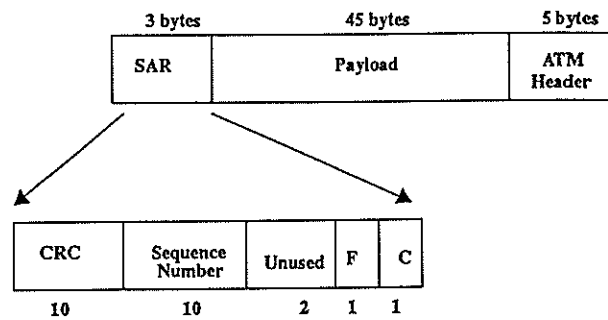 3 bytes 45 bytes 5 bytes
SAR Payload ATM Header
CRC Sequence Number Unused F C
10 10 2 1 1